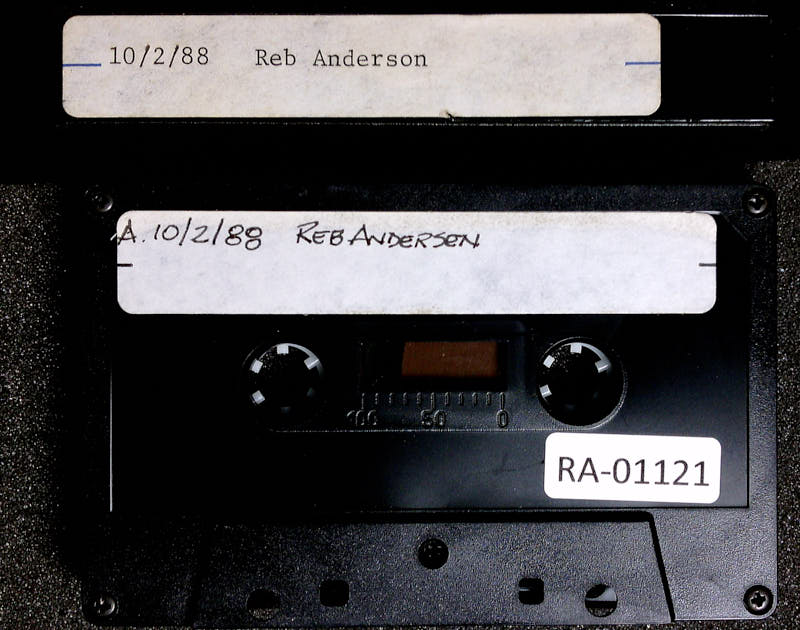 10/2/88 Reb Anderson
A. 10/2/88 REB ANDERSEN
100 50 0
RA-01121